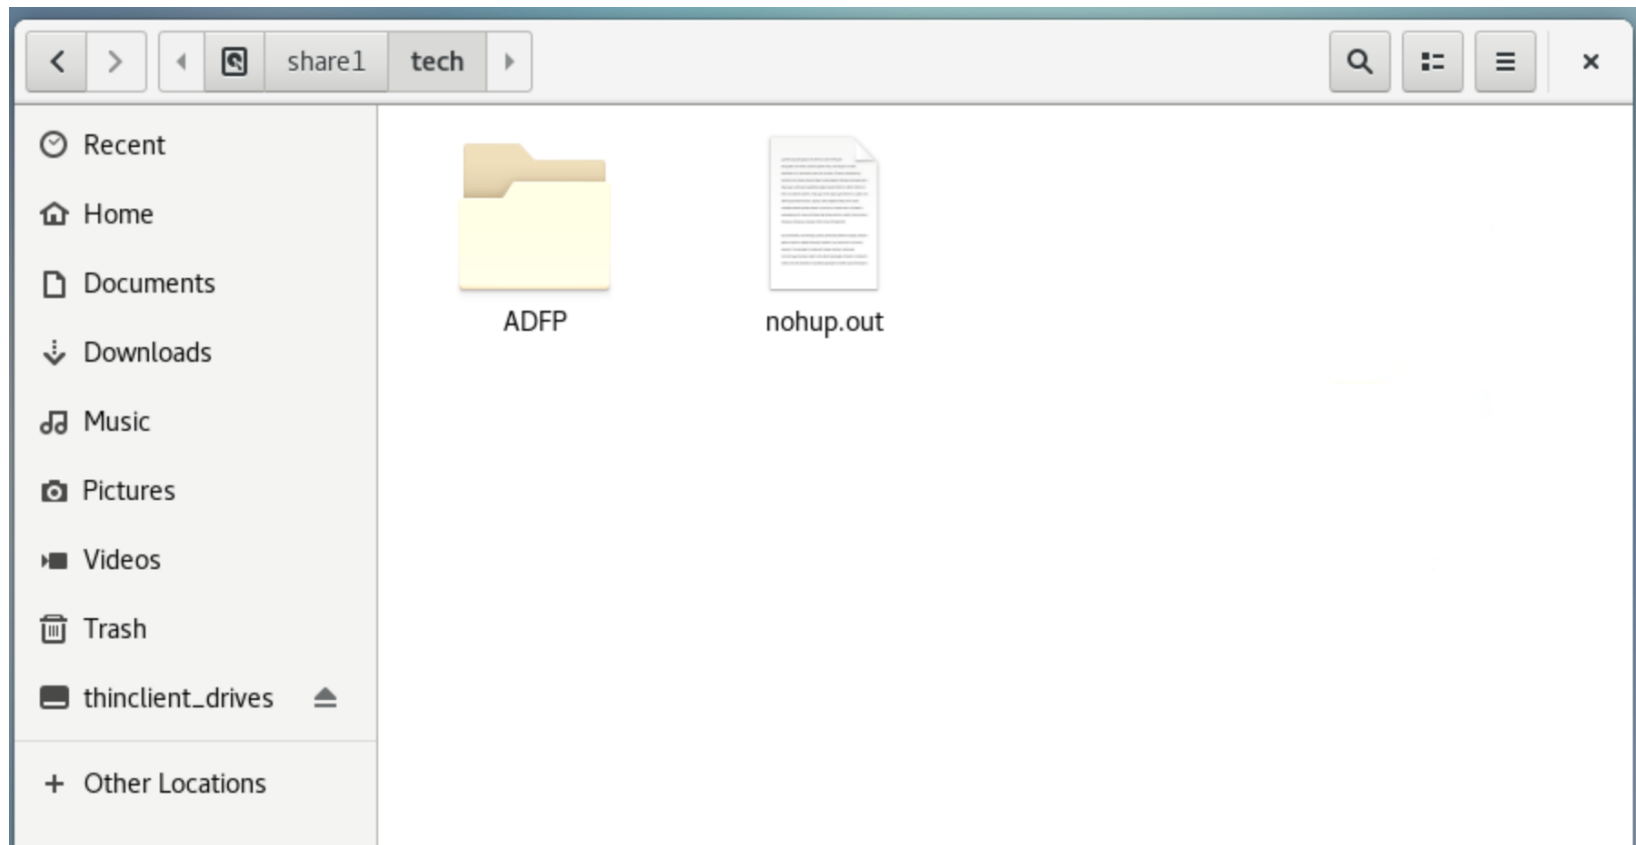 share1
tech
Recent
Home
Documents
Downloads
Music
Pictures
Videos
Trash
thinclient_drives
Other Locations
ADFP
nohup.out